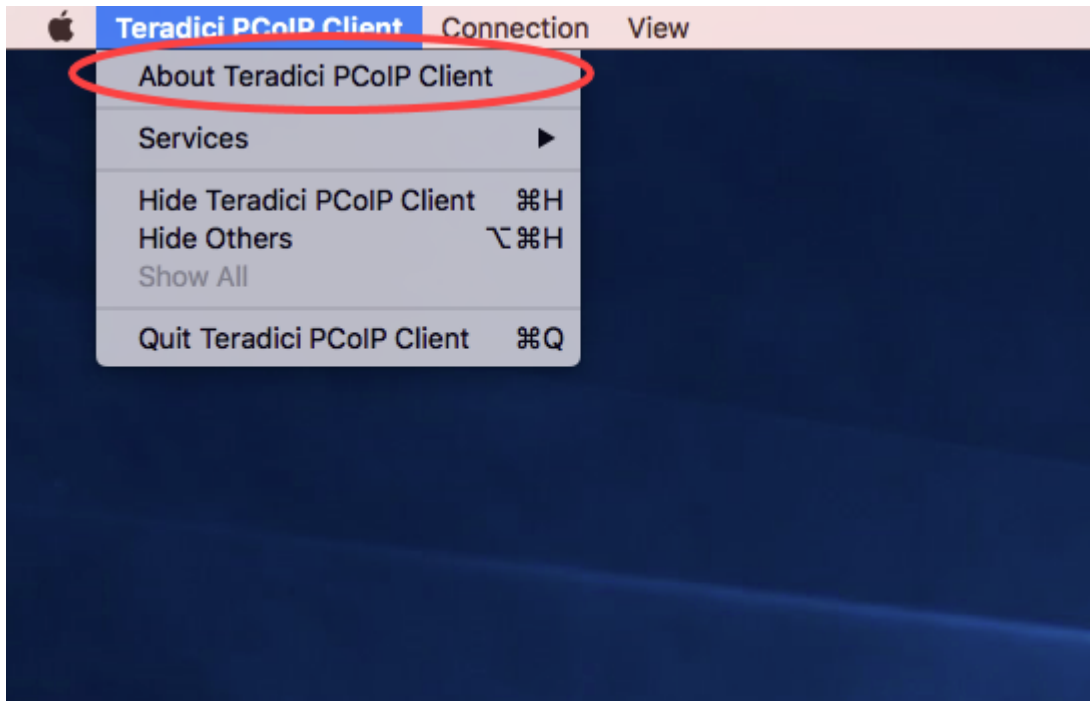 Teradici PCoIP Client Connection View
About Teradici PCoIP Client
Services ▶
Hide Teradici PCoIP Client ⌘H
Hide Others ⌥⌘H
Show All
Quit Teradici PCoIP Client ⌘Q